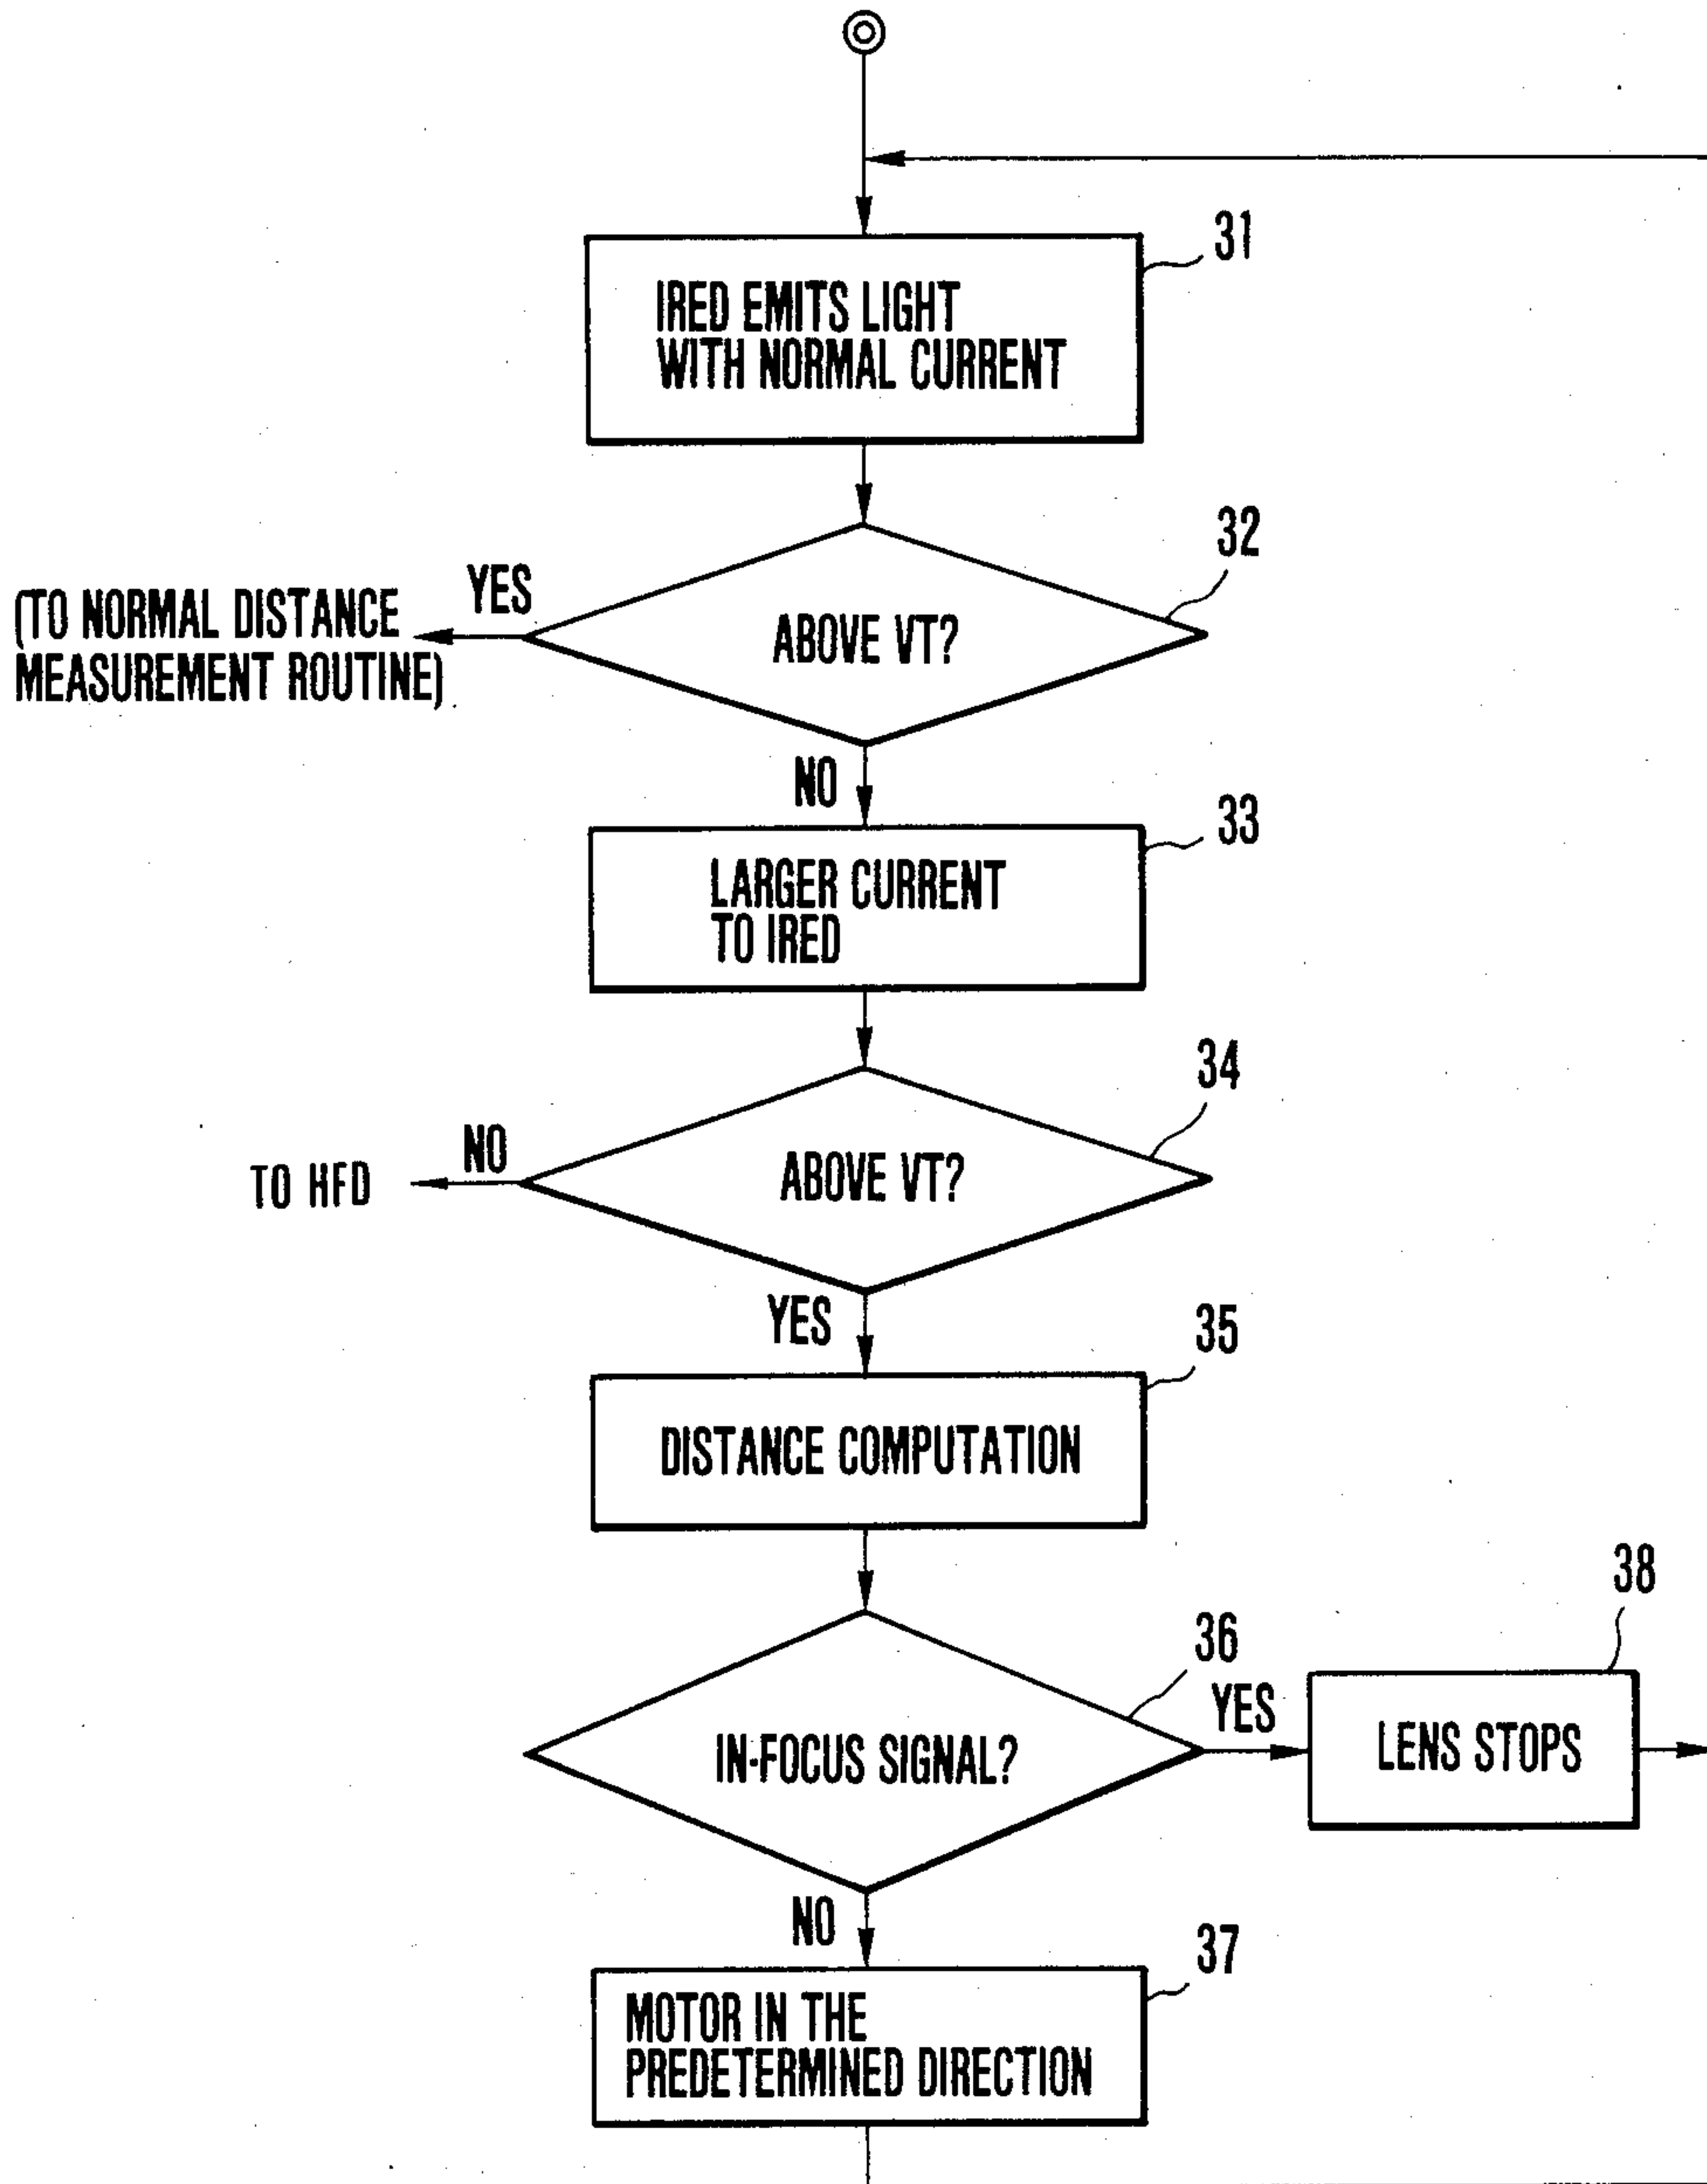 31
IRED EMITS LIGHT
WITH NORMAL CURRENT
32
YES
(TO NORMAL DISTANCE
MEASUREMENT ROUTINE)
ABOVE VT?
NO
33
LARGER CURRENT
TO IRED
34
NO
TO HFD
ABOVE VT?
YES
35
DISTANCE COMPUTATION
36
YES
38
IN-FOCUS SIGNAL?
LENS STOPS
NO
37
MOTOR IN THE
PREDETERMINED DIRECTION